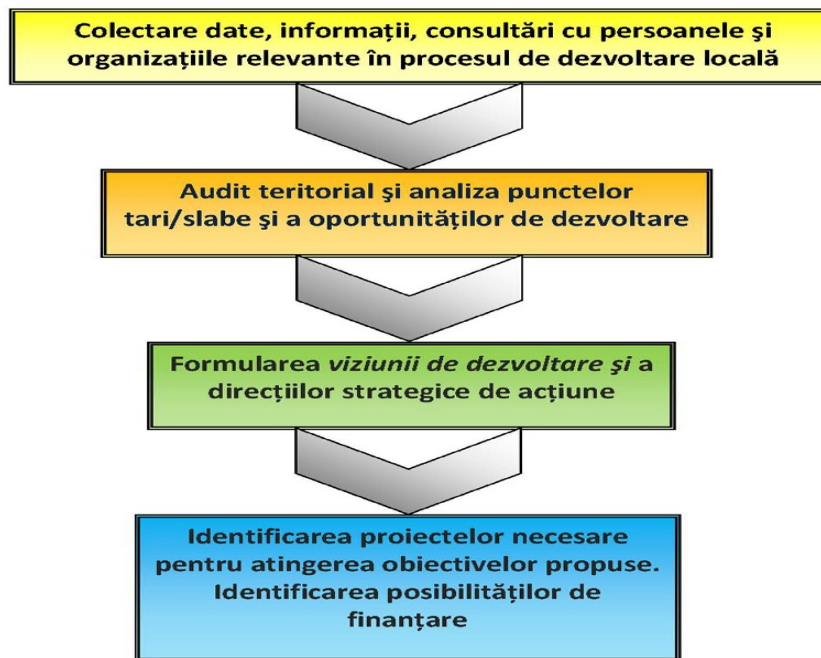 Colectare date, informații, consultări cu persoanele şi
organizațiile relevante în procesul de dezvoltare locală
Audit teritorial şi analiza punctelor
tari/slabe şi a oportunităților de dezvoltare
Formularea viziunii de dezvoltare şi a
direcțiilor strategice de acțiune
Identificarea proiectelor necesare
pentru atingerea obiectivelor propuse.
Identificarea posibilităților de
finanțare